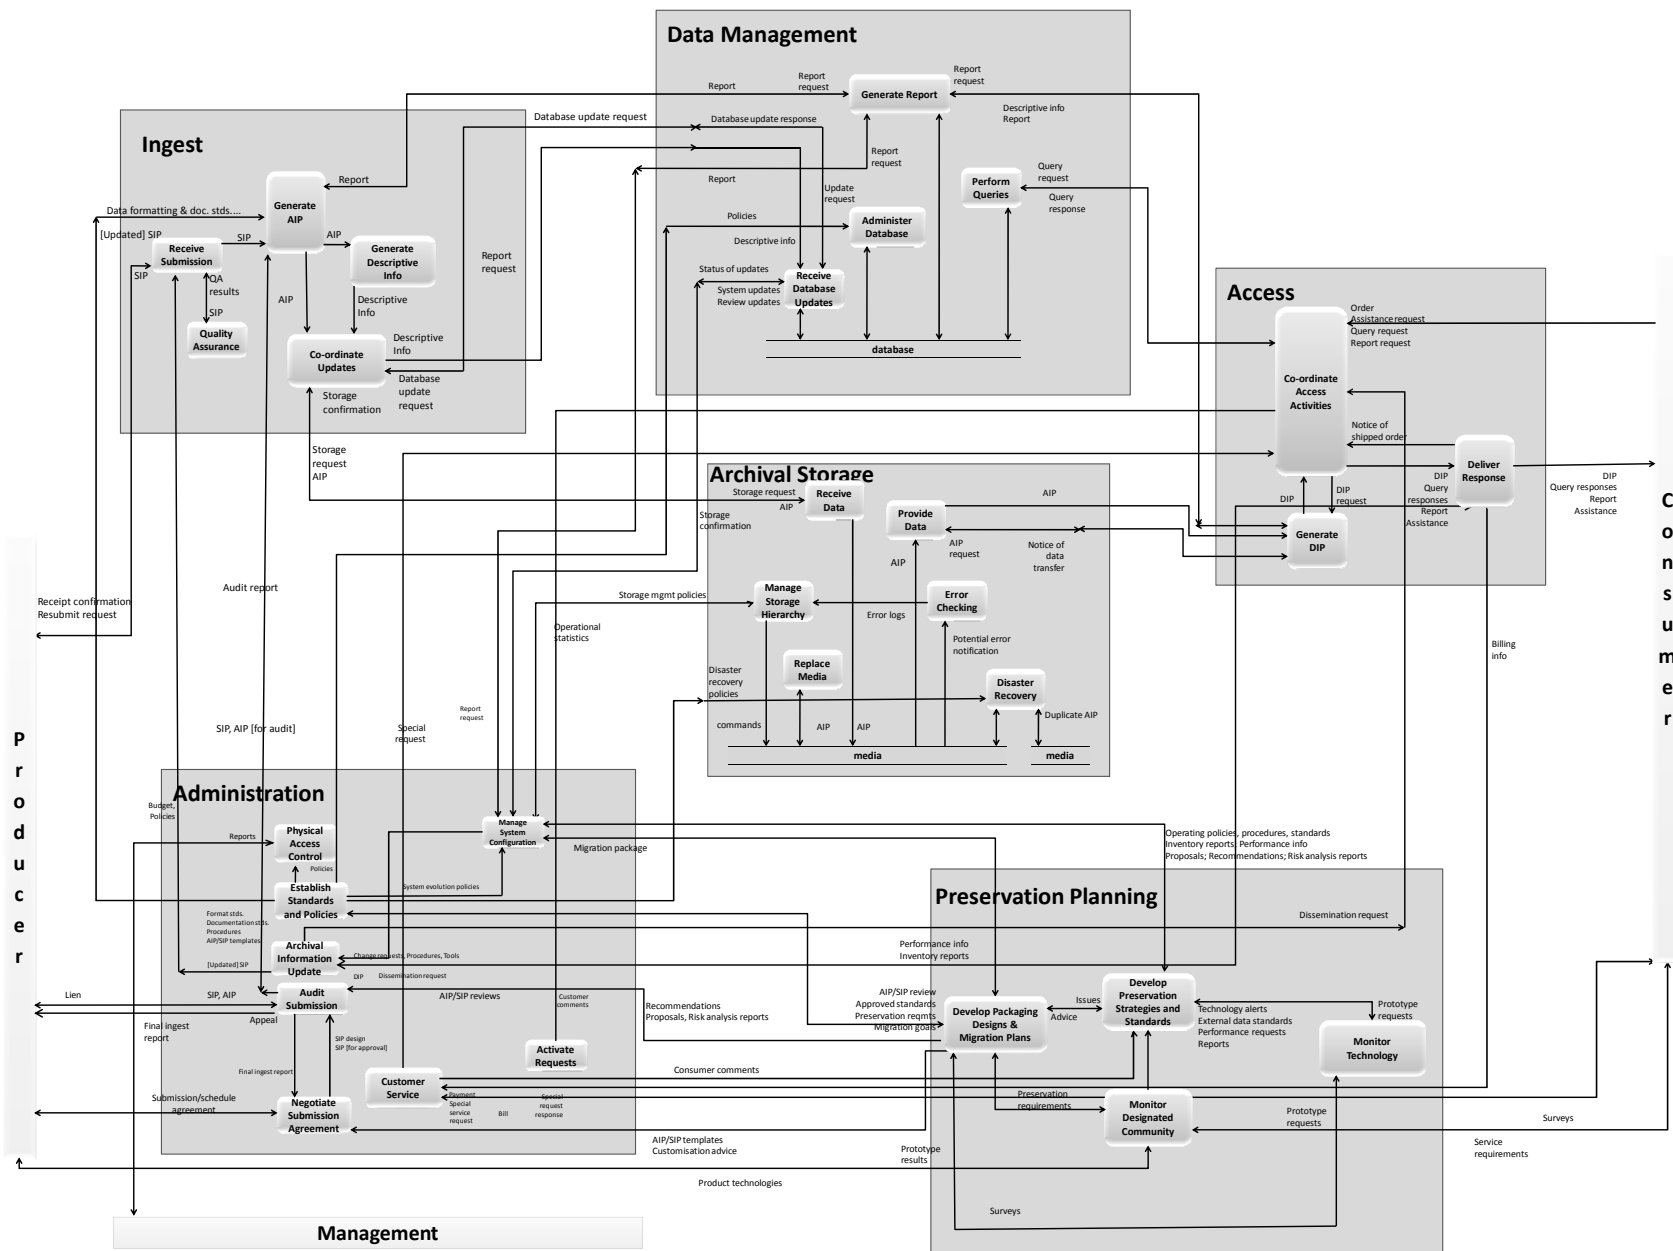 Data Management
Report
Report
request
Report
request
Generate Report
Descriptive info
Report
Database update request
Database update response
Ingest
Report
request
Report
Query
request
Perform
Queries
Query
response
Report
Generate
AIP
Update
request
Data formatting & doc. stds....
Policies
Administer
Database
[Updated] SIP
SIP
AIP
Receive
Submission
Generate
Descriptive
Info
Descriptive info
Report
request
SIP
QA
results
Status of updates
System updates
Review updates
Receive
Database
Updates
AIP
Descriptive
Info
SIP
Quality
Assurance
Descriptive
Info
Co-ordinate
Updates
database
Database
update
request
Storage
confirmation
Access
Order
Assistance request
Query request
Report request
Co-ordinate
Access
Activities
Notice of
shipped order
Deliver
Response
DIP
Query
responses
Report
Assistance
DIP
Query responses
Report
Assistance
DIP
DIP
request
Generate
DIP
Storage
request
AIP
Archival Storage
Storage request
AIP
Receive
Data
Storage
confirmation
Provide
Data
AIP
AIP
request
AIP
Notice of
data
transfer
Manage
Storage
Hierarchy
Error
Checking
Error logs
Storage mgmt policies
Operational
statistics
Potential error
notification
Replace
Media
Disaster
recovery
policies
Disaster
Recovery
Duplicate AIP
commands
AIP
AIP
media
media
Audit report
Receipt confirmation
Resubmit request
Billing
info
Consumer
Producer
SIP, AIP [for audit]
Special
request
Report
request
Administration
Budget,
Policies
Reports
Physical
Access
Control
Policies
Manage
System
Configuration
Migration package
Operating policies, procedures, standards
Inventory reports, Performance info
Proposals; Recommendations; Risk analysis reports
System evolution policies
Establish
Standards
and Policies
Format stds.
Documentation stds.
Procedures
AIP/SIP templates
Archival
Information
Update
[Updated] SIP
Change requests, Procedures, Tools
DIP
Dissemination request
Audit
Submission
Lien
SIP, AIP
Appeal
Final ingest
report
AIP/SIP reviews
Customer
comments
Recommendations
Proposals, Risk analysis reports
SIP design
SIP [for approval]
Activate
Requests
Final ingest report
Customer
Service
Consumer comments
Submission/schedule
agreement
Negotiate
Submission
Agreement
Payment
Special
service
request
Bill
Special
request
response
AIP/SIP templates
Customisation advice
Preservation Planning
Dissemination request
Performance info
Inventory reports
AIP/SIP review
Approved standards
Preservation reqmts
Migration goals
Develop Packaging
Designs &
Migration Plans
Issues
Advice
Develop
Preservation
Strategies and
Standards
Technology alerts
External data standards
Performance requests
Reports
Prototype
requests
Monitor
Technology
Preservation
requirements
Monitor
Designated
Community
Prototype
requests
Surveys
Service
requirements
Prototype
results
Product technologies
Surveys
Management